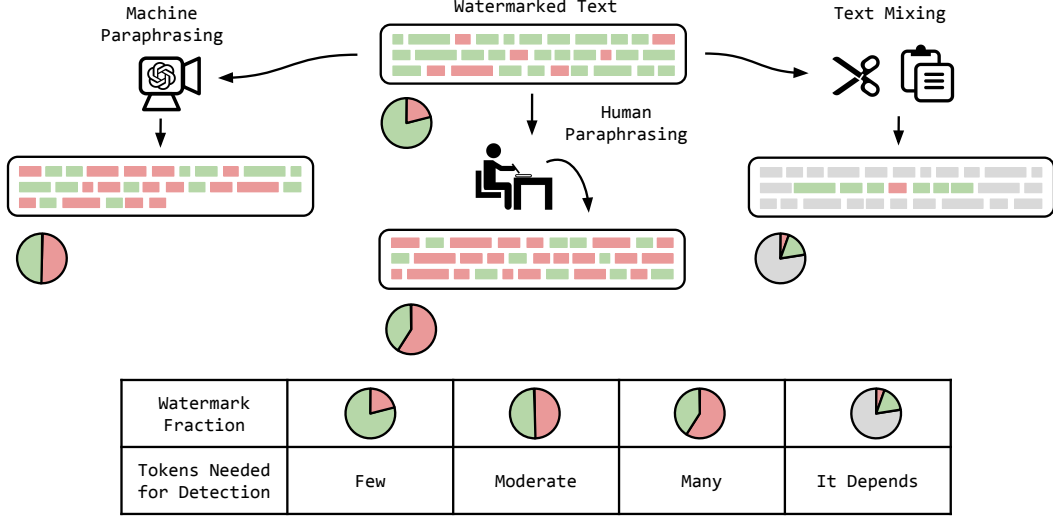 Machine
Paraphrasing
Watermarked Text
Text Mixing
Human
Paraphrasing
Watermark
Fraction
Tokens Needed
for Detection
Few
Moderate
Many
It Depends